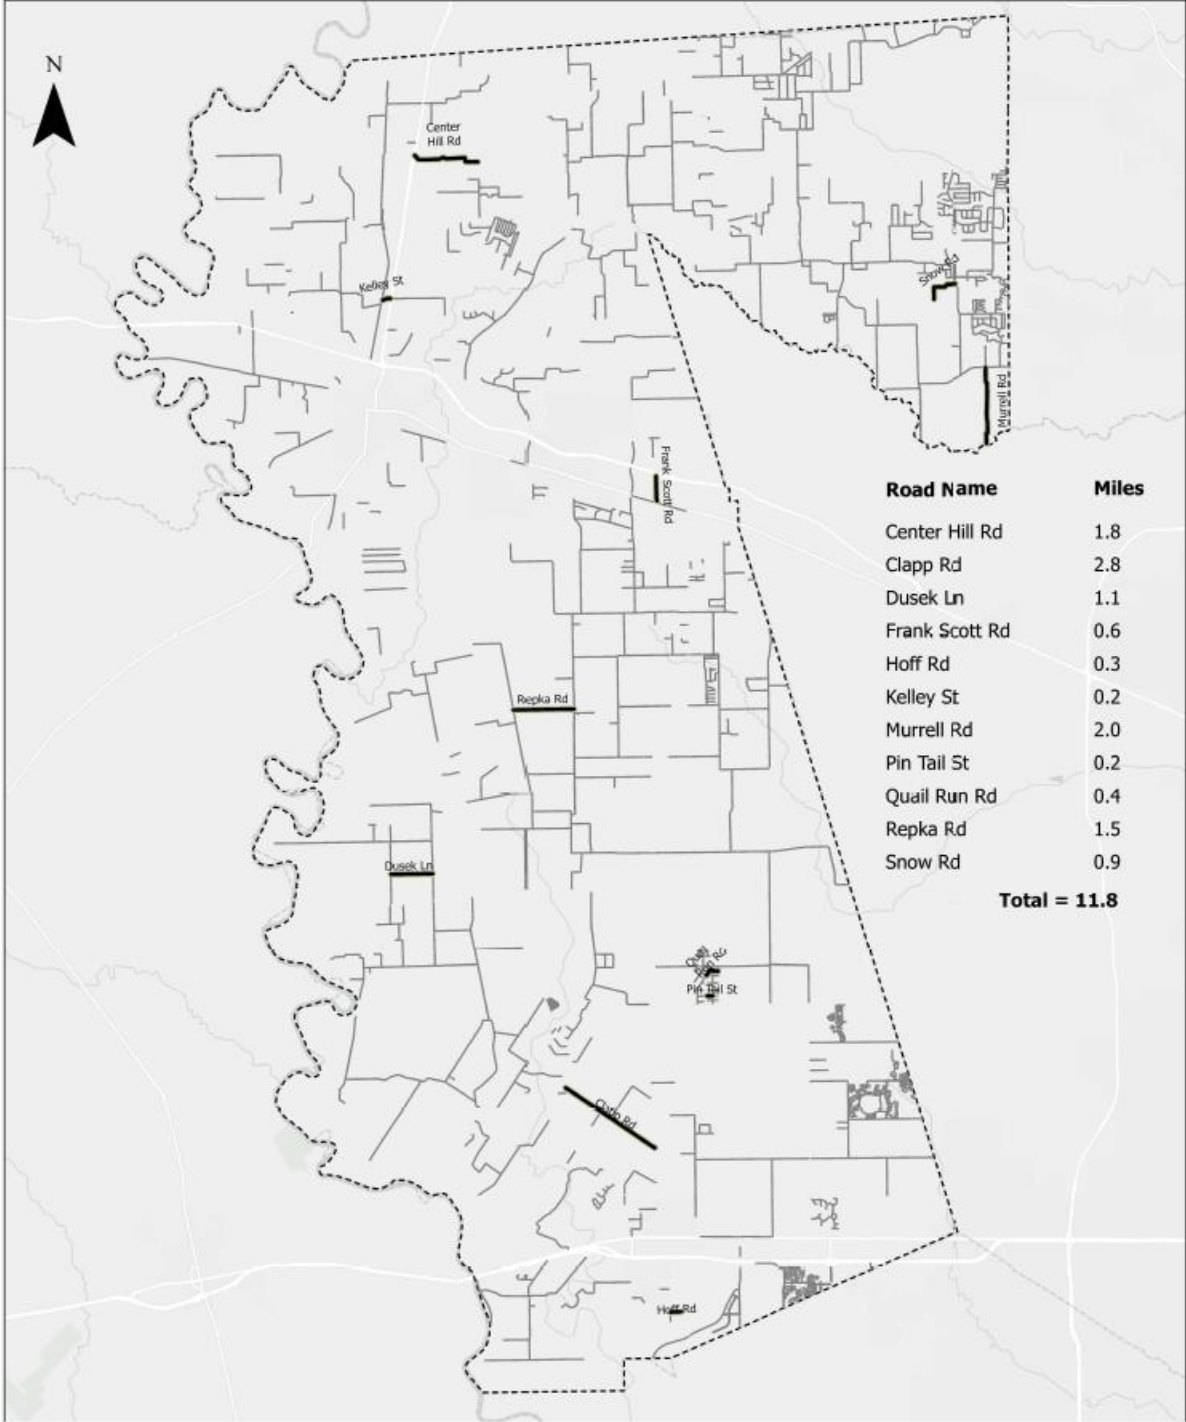 N
Center
Hill Rd
Kelley St
Snow Rd
Murrell Rd
Frank Scott Rd
Road Name Miles
Center Hill Rd 1.8
Clapp Rd 2.8
Dusek Ln 1.1
Frank Scott Rd 0.6
Hoff Rd 0.3
Kelley St 0.2
Murrell Rd 2.0
Pin Tail St 0.2
Quail Run Rd 0.4
Repka Rd 1.5
Snow Rd 0.9
Total = 11.8
Repka Rd
Dusek Ln
Quail
Run Rd
Pin Tail St
Clapp Rd
Hoff Rd